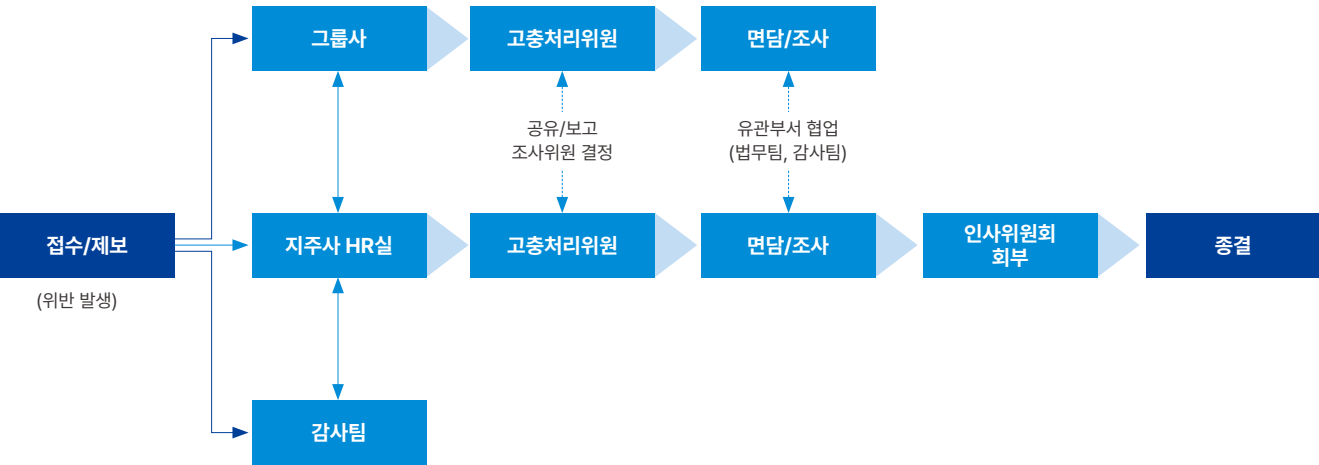 그룹사
고충처리위원
면담/조사
공유/보고
조사위원 결정
유관부서 협업
(법무팀, 감사팀)
접수/제보
(위반 발생)
지주사 HR실
고충처리위원
면담/조사
인사위원회
회부
종결
감사팀